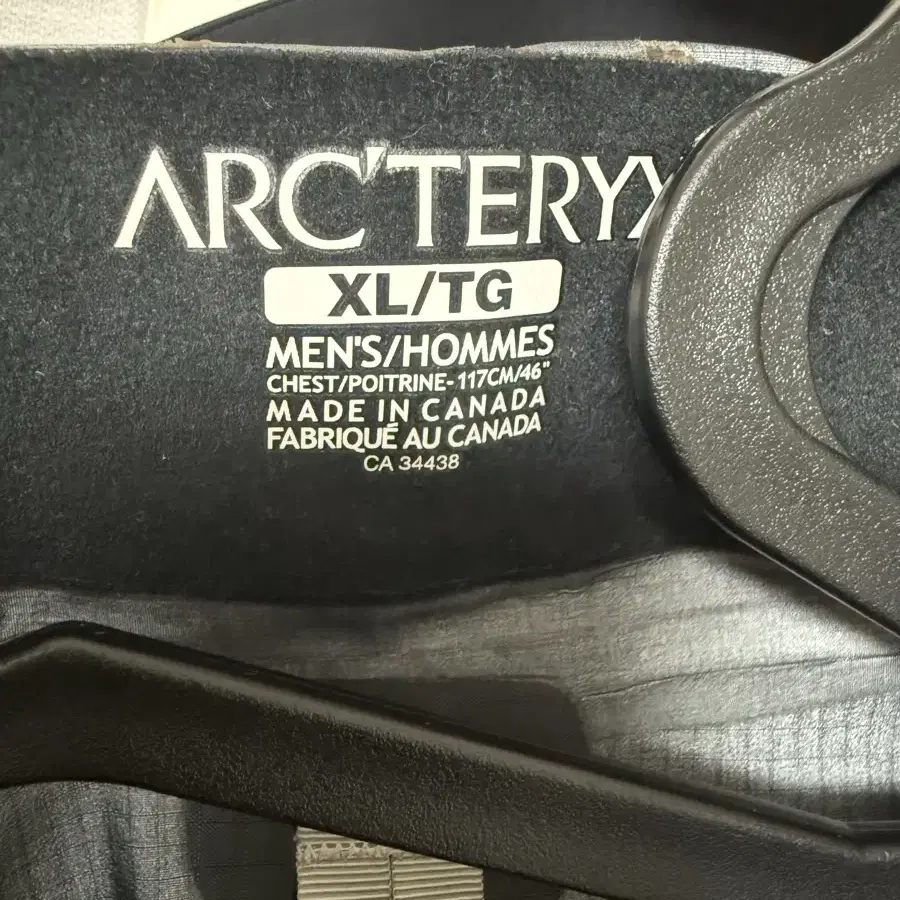 ARC'TERYX
XL/TG
MEN'S/HOMMES
CHEST/POITRINE-117CM/46"
MADE IN CANADA
FABRIQUÉ AU CANADA
CA 34438